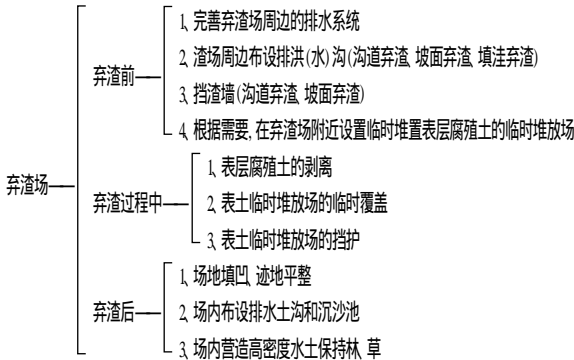 1、完善弃渣场周边的排水系统
2、渣场周边布设排洪(水)沟(沟道弃渣、坡面弃渣、填洼弃渣)
弃渣前
3、挡渣墙(沟道弃渣、坡面弃渣)
4、根据需要,在弃渣场附近设置临时堆置表层腐殖土的临时堆放场
弃渣场
1、表层腐殖土的剥离
弃渣过程中
2、表土临时堆放场的临时覆盖
3、表土临时堆放场的挡护
1、场地填凹、迹地平整
弃渣后
2、场内布设排水土沟和沉沙池
3、场内营造高密度水土保持林、草